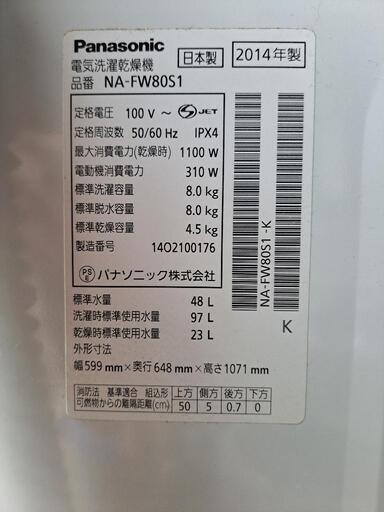 Panasonic
日本製 2014年製
電気洗濯乾燥機
品番 NA-FW80S1
定格電圧 100 V ～ S JET
定格周波数 50/60 Hz IPX4
最大消費電力(乾燥時) 1100 W
電動機消費電力 310 W
標準洗濯容量 8.0 kg
標準脱水容量 8.0 kg
標準乾燥容量 4.5 kg
製造番号 14O2100176
PS E パナソニック株式会社
NA-FW80S1-K
K
標準水量 48 L
洗濯時標準使用水量 97 L
乾燥時標準使用水量 23 L
外形寸法
幅599 mm×奥行648 mm×高さ1071 mm
消防法 基準適合 組込形 上方 側方 後方 下方
可燃物からの離隔距離(cm) 50 5 0.7 0